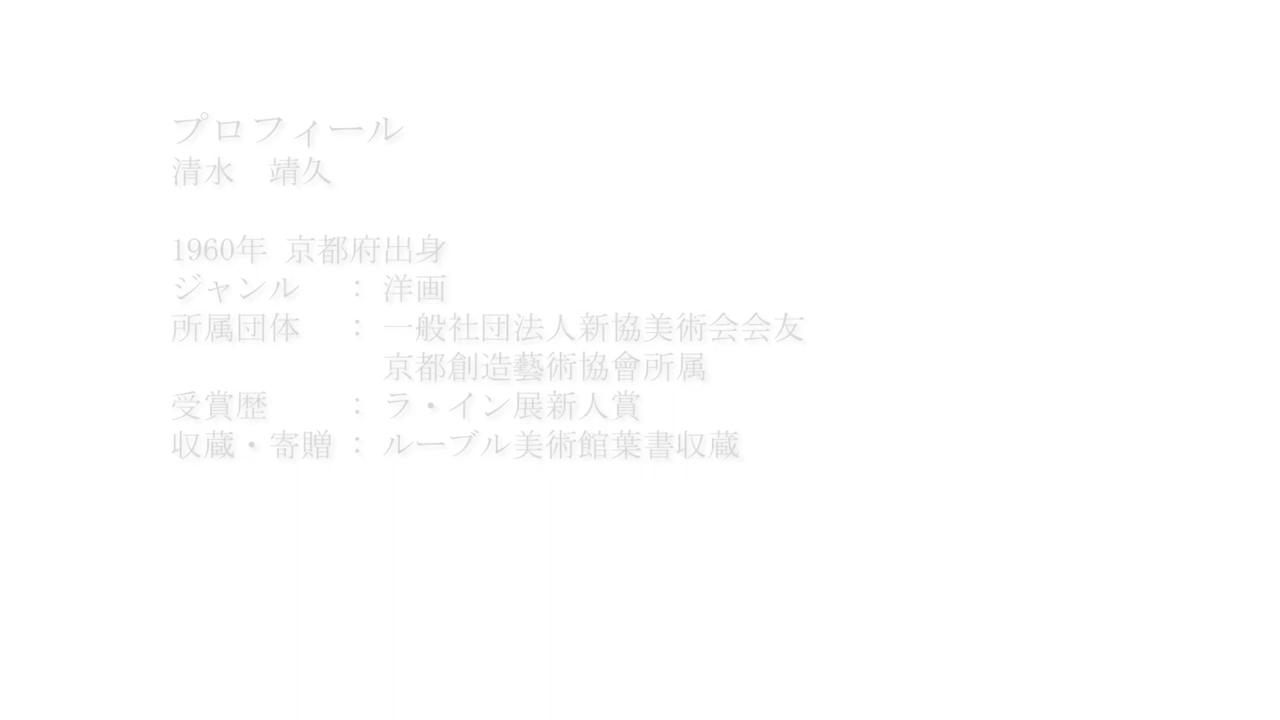 プロフィール
清水　靖久
1960年 京都府出身
ジャンル ： 洋画
所属団体 ： 一般社団法人新協美術会会友
京都創造藝術協會所属
受賞歴 ： ラ・イン展新人賞
収蔵・寄贈 ： ルーブル美術館葉書収蔵